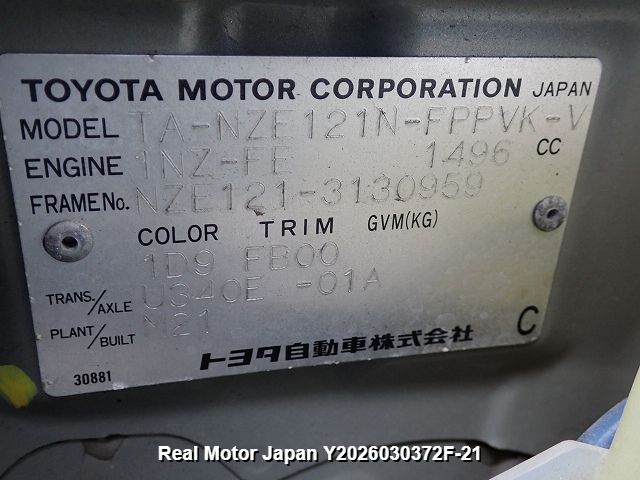 TOYOTA MOTOR CORPORATION JAPAN
MODEL TA-NZE121N-FPPVK-V
ENGINE 1NZ-FE 1496 CC
FRAME No. NZE121-3130959
COLOR TRIM GVM(KG)
1D9 FB00
TRANS./AXLE U340E -01A
PLANT/BUILT N21
トヨタ自動車株式会社 C
30881
Real Motor Japan Y2026030372F-21